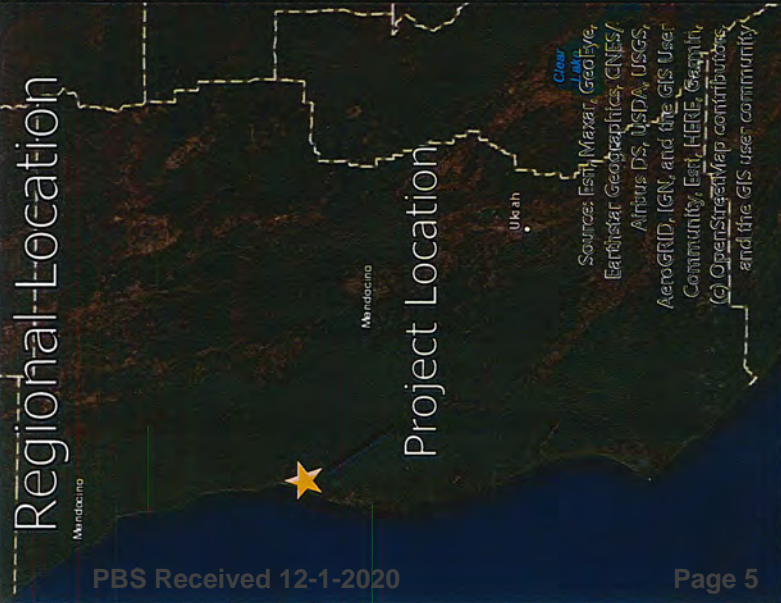 Regional Location
Mendocino
Mendocino
Project Location
Ukiah
Clear
Lake
Source: Esri, Maxar, GeoEye,
Earthstar Geographics, CNES/
Airbus DS, USDA, USGS,
AeroGRID, IGN, and the GIS User
Community, Esri, HERE, Garmin,
(c) OpenStreetMap contributors,
and the GIS user community
PBS Received 12-1-2020
Page 5